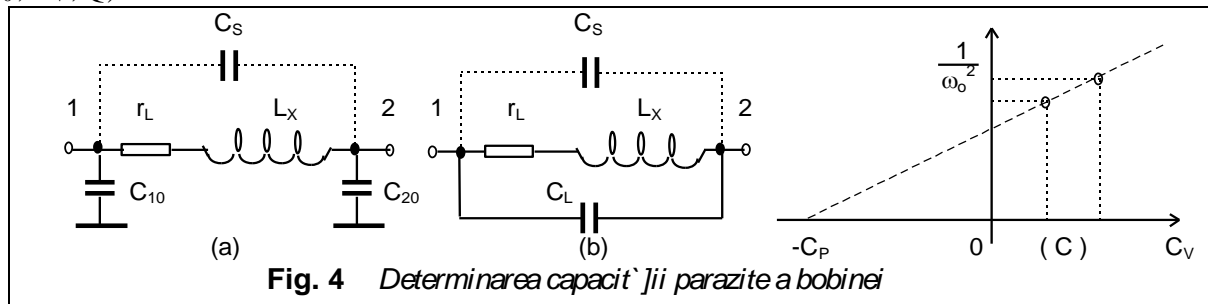 C_S
1 r_L L_X 2
C_10 C_20
(a)
C_S
1 r_L L_X 2
C_L
(b)
1
ω_o²
-C_P 0 ( C ) C_V
Fig. 4 Determinarea capacit`]ii parazite a bobinei